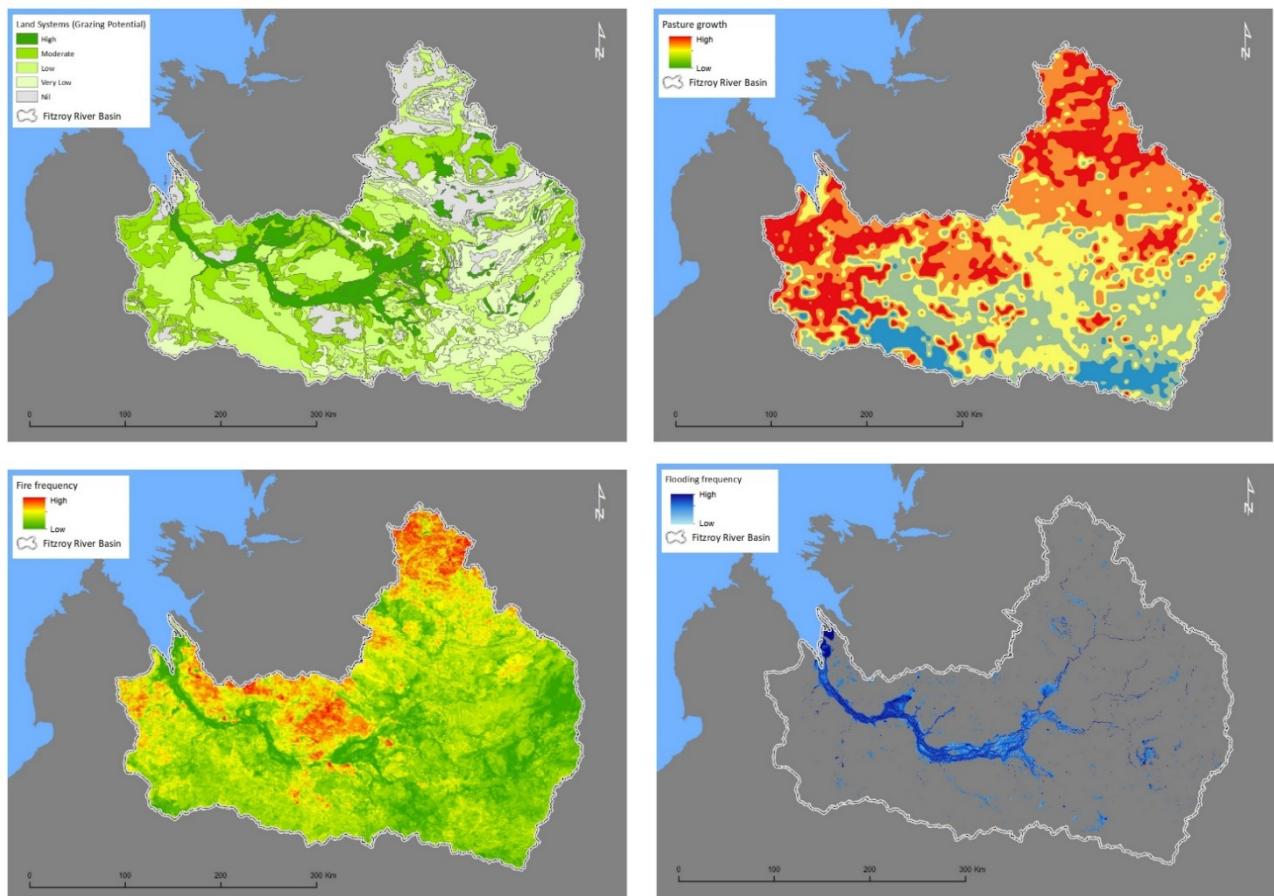 Land Systems (Grazing Potential)
High
Moderate
Low
Very Low
Nil
Fitzroy River Basin
N
0 100 200 300 Km
Pasture growth
High
Low
Fitzroy River Basin
N
0 100 200 300 Km
Fire frequency
High
Low
Fitzroy River Basin
N
0 100 200 300 Km
Flooding frequency
High
Low
Fitzroy River Basin
N
0 100 200 300 Km